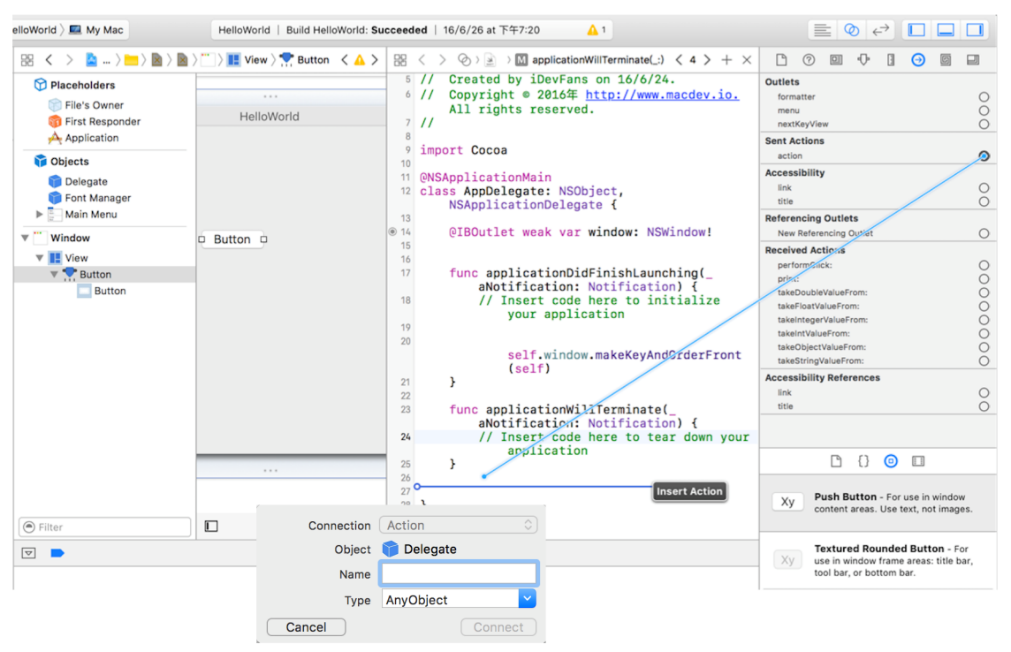 elloWorld 〉 My Mac
HelloWorld | Build HelloWorld: Succeeded | 16/6/26 at 下午7:20
1
... 〉 View 〉 Button
applicationWillTerminate(_:) < 4 >
Placeholders
File's Owner
First Responder
Application
Objects
Delegate
Font Manager
Main Menu
Window
View
Button
Button
Filter
HelloWorld
Button
5 // Created by iDevFans on 16/6/24.
6 // Copyright © 2016年 http://www.macdev.io.
All rights reserved.
7 //
8
9 import Cocoa
10
11 @NSApplicationMain
12 class AppDelegate: NSObject,
NSApplicationDelegate {
13
14 @IBOutlet weak var window: NSWindow!
15
16
17 func applicationDidFinishLaunching(_
aNotification: Notification) {
18 // Insert code here to initialize
your application
19
20
self.window.makeKeyAndOrderFront
(self)
21 }
22
23 func applicationWillTerminate(_
aNotification: Notification) {
24 // Insert code here to tear down your
application
25 }
26
27
28 }
Insert Action
Outlets
formatter
menu
nextKeyView
Sent Actions
action
Accessibility
link
title
Referencing Outlets
New Referencing Outlet
Received Actions
performClick:
print:
takeDoubleValueFrom:
takeFloatValueFrom:
takeIntegerValueFrom:
takeIntValueFrom:
takeObjectValueFrom:
takeStringValueFrom:
Accessibility References
link
title
{}
Xy
Push Button - For use in window
content areas. Use text, not images.
Xy
Textured Rounded Button - For
use in window frame areas: title bar,
tool bar, or bottom bar.
Connection Action
Object Delegate
Name
Type AnyObject
Cancel Connect